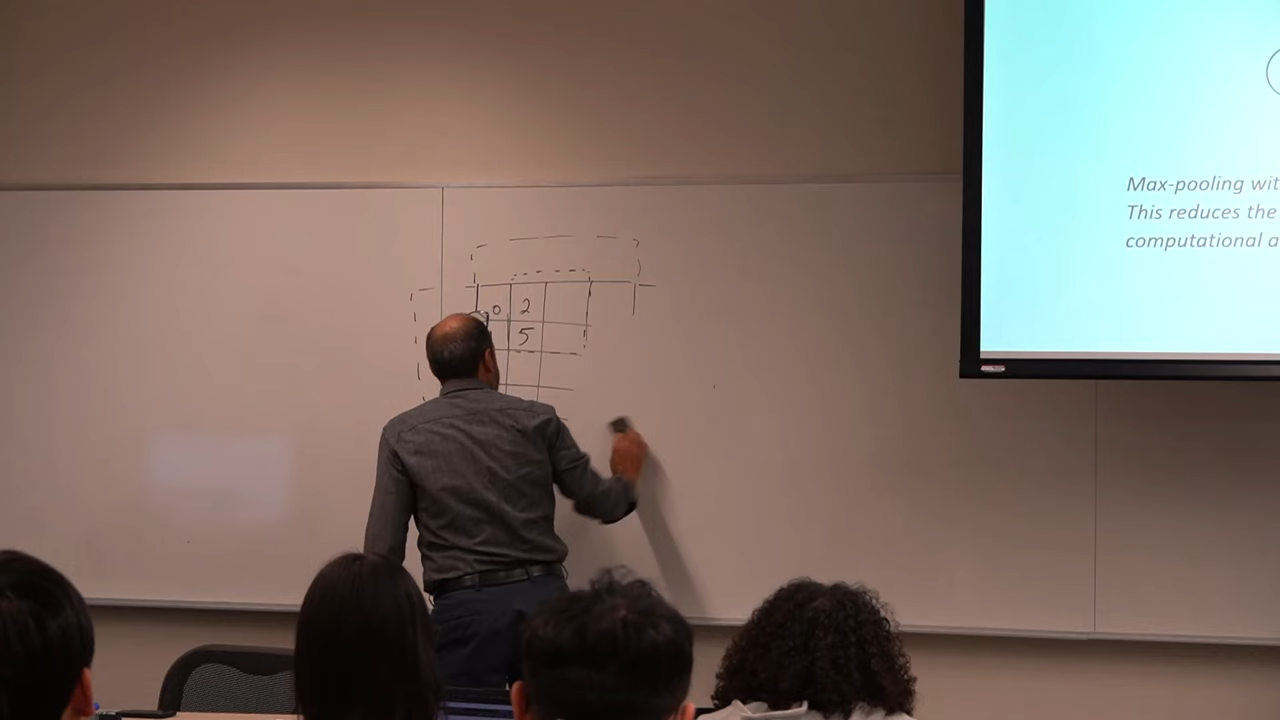 0 2
5
Max-pooling wit
This reduces the
computational a